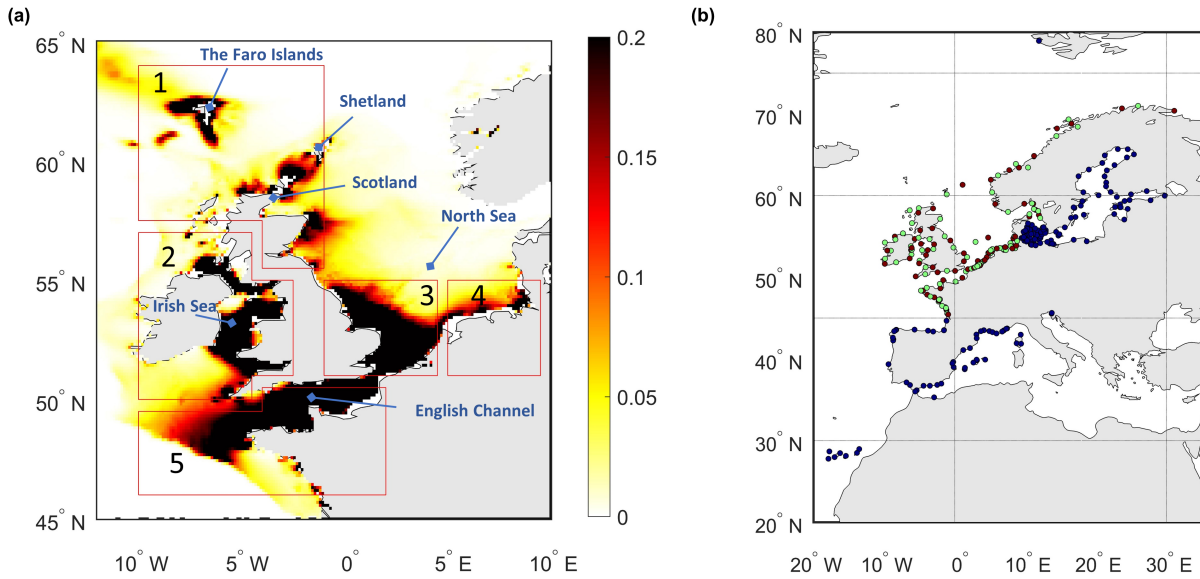 (a)
65° N
60° N
55° N
50° N
45° N
10° W
5° W
0°
5° E
10° E
The Faro Islands
1
Shetland
Scotland
North Sea
2
Irish Sea
3
4
English Channel
5
0.2
0.15
0.1
0.05
0
(b)
80° N
70° N
60° N
50° N
40° N
30° N
20° N
20° W
10° W
0°
10° E
20° E
30° E